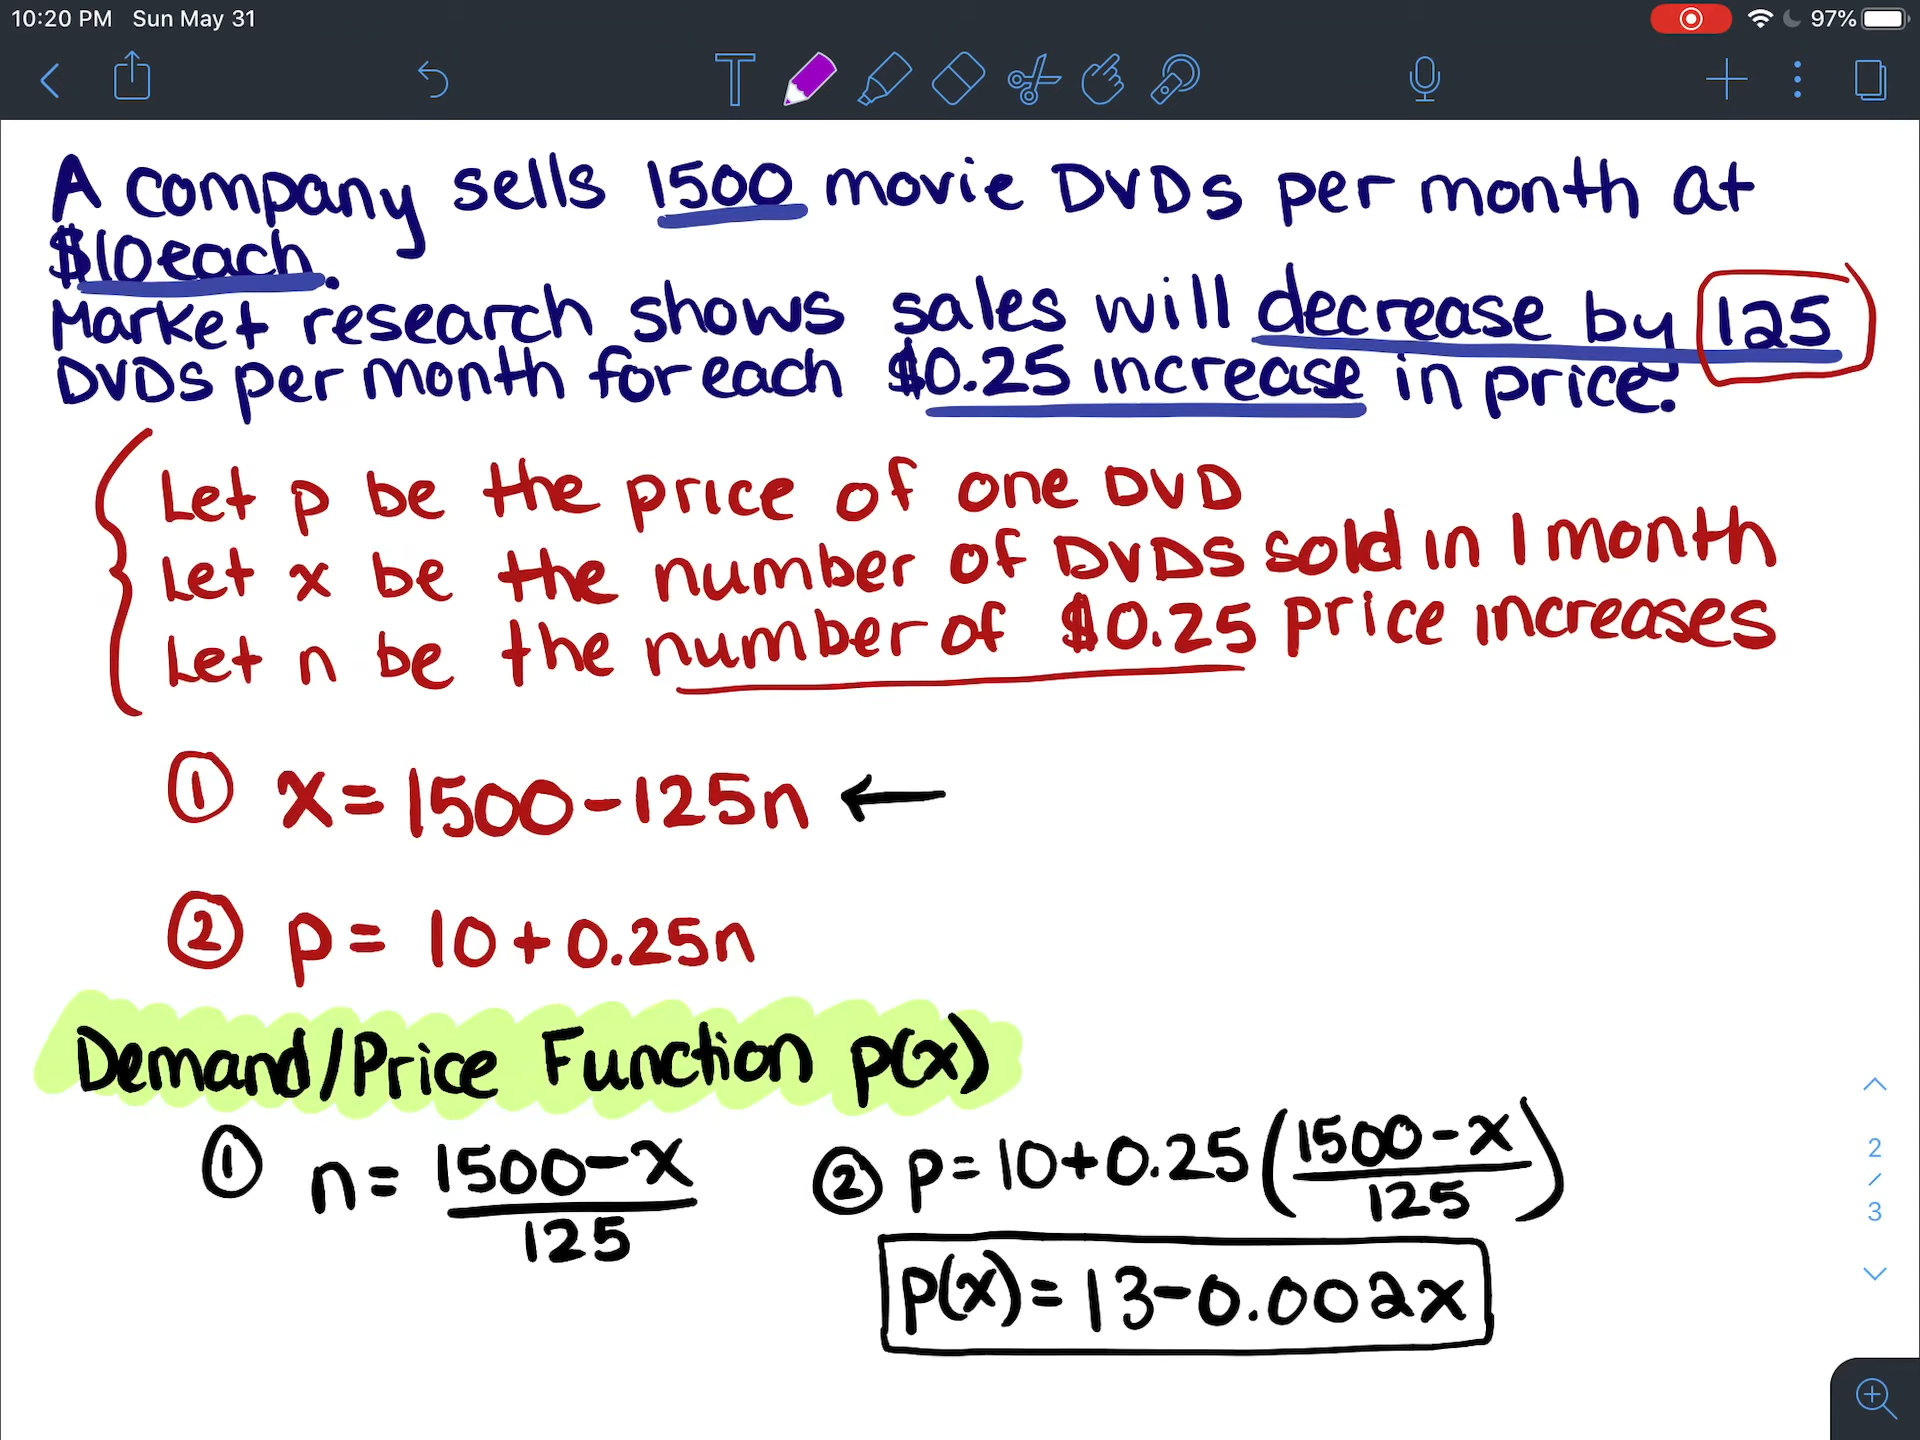 10:20 PM Sun May 31 97%
A company sells 1500 movie DVDs per month at
$10 each.
Market research shows sales will decrease by 125
DVDs per month for each $0.25 increase in price.
Let p be the price of one DVD
Let x be the number of DVDs sold in 1 month
Let n be the number of $0.25 price increases
① x = 1500 - 125n ←
② p = 10 + 0.25n
Demand/Price Function p(x)
① n = (1500 - x)/125 ② p = 10 + 0.25((1500 - x)/125)
p(x) = 13 - 0.002x
2 / 3